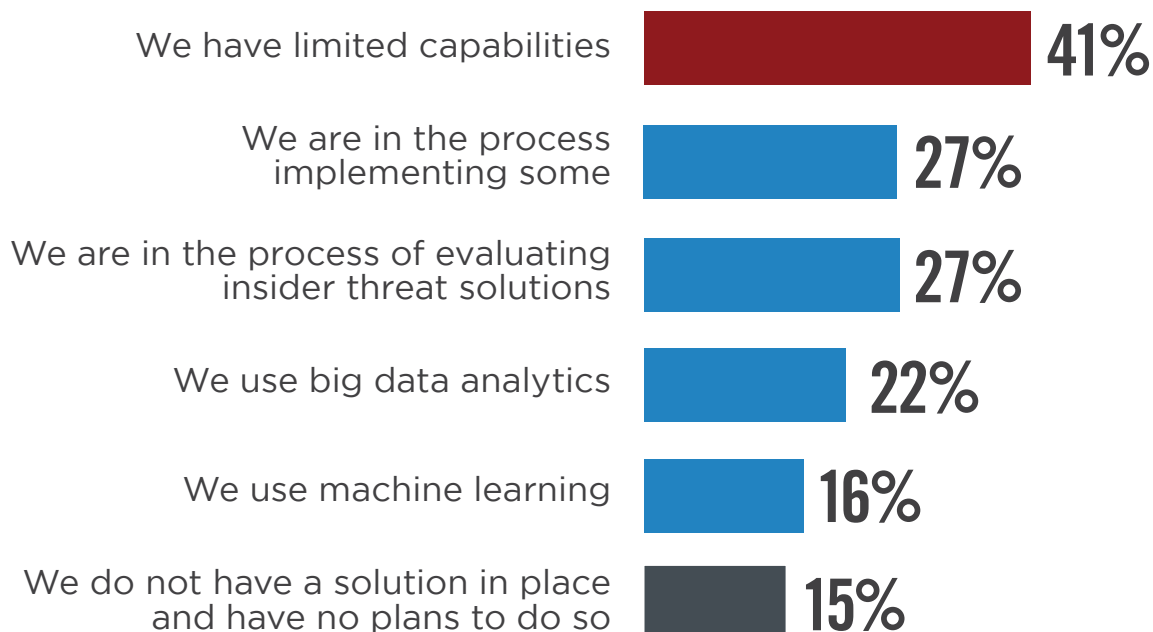 We have limited capabilities
41%
We are in the process
implementing some
27%
We are in the process of evaluating
insider threat solutions
27%
We use big data analytics
22%
We use machine learning
16%
We do not have a solution in place
and have no plans to do so
15%